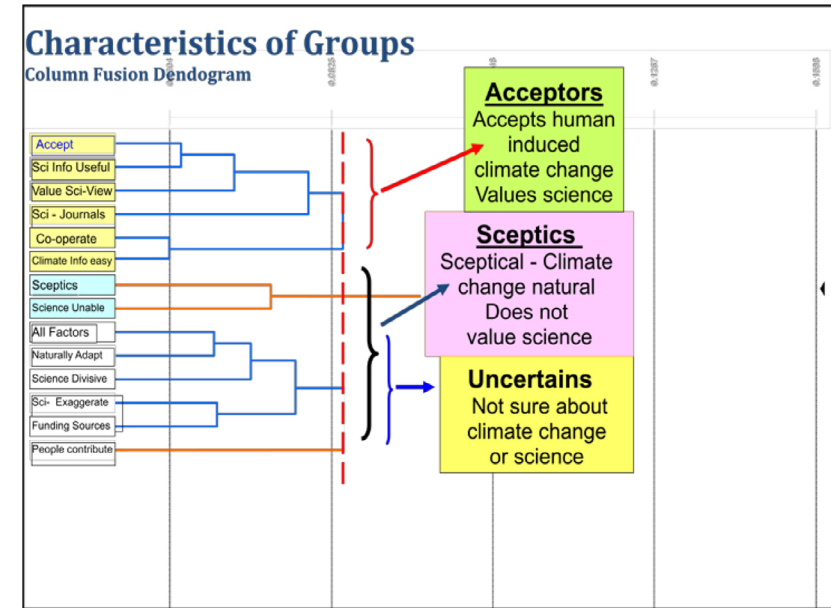 Characteristics of Groups
Column Fusion Dendogram
0.0825
0.1207
Accept
Sci Info Useful
Value Sci-View
Sci - Journals
Co-operate
Climate Info easy
Sceptics
Science Unable
All Factors
Naturally Adapt
Science Divisive
Sci- Exaggerate
Funding Sources
People contribute
Acceptors
Accepts human
induced
climate change
Values science
Sceptics
Sceptical - Climate
change natural
Does not
value science
Uncertains
Not sure about
climate change
or science